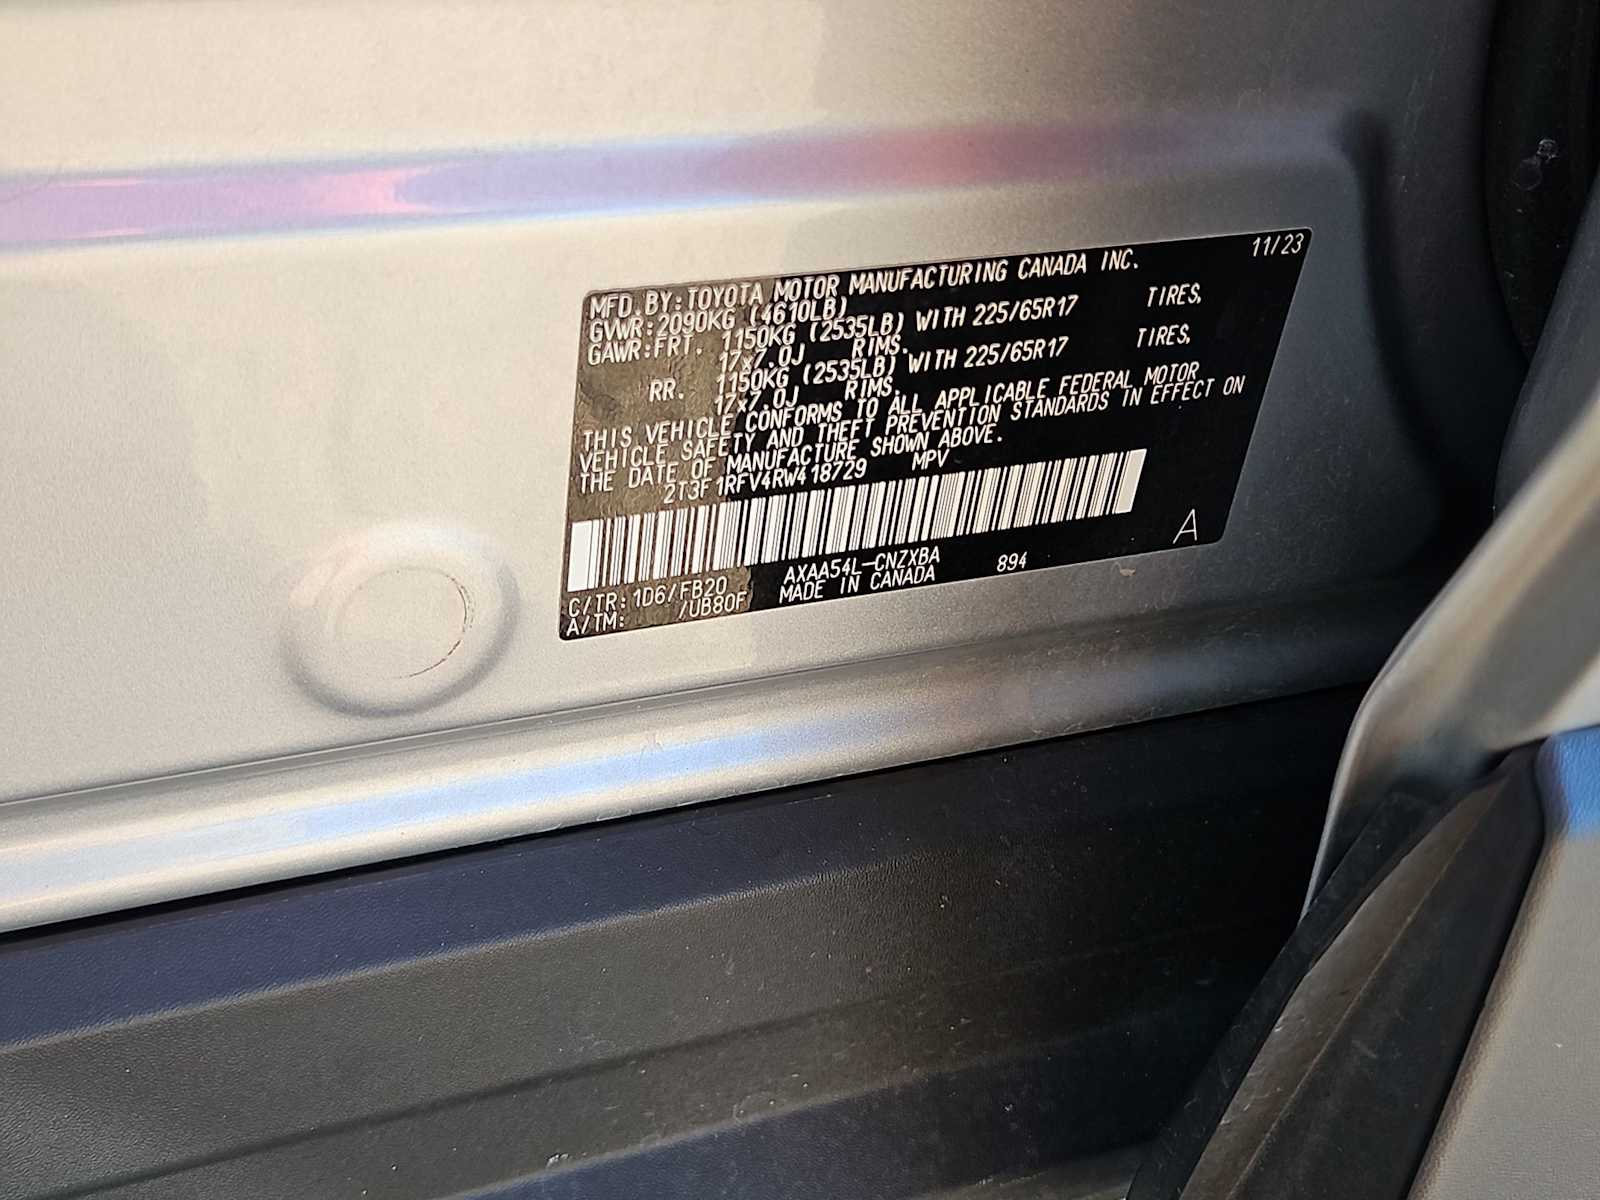 MFD. BY: TOYOTA MOTOR MANUFACTURING CANADA INC. 11/23
GVWR: 2090KG (4610LB)
GAWR: FRT. 1150KG (2535LB) WITH 225/65R17 TIRES,
17x7.0J RIMS.
RR. 1150KG (2535LB) WITH 225/65R17 TIRES,
17x7.0J RIMS.
THIS VEHICLE CONFORMS TO ALL APPLICABLE FEDERAL MOTOR
VEHICLE SAFETY AND THEFT PREVENTION STANDARDS IN EFFECT ON
THE DATE OF MANUFACTURE SHOWN ABOVE.
2T3F1RFV4RW418729 MPV
A
C/TR: 1D6/FB20 AXAA54L-CNZXBA 894
A/TM: /UB80F MADE IN CANADA